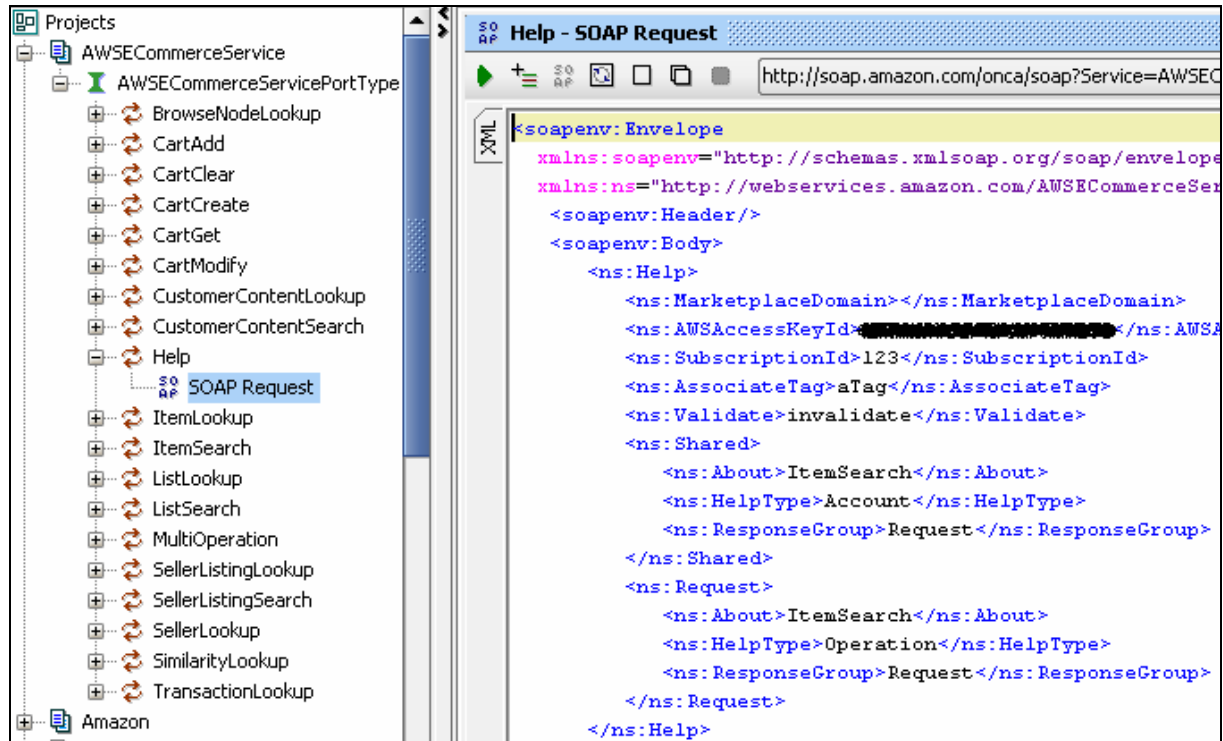 Projects
AWSECommerceService
AWSECommerceServicePortType
BrowseNodeLookup
CartAdd
CartClear
CartCreate
CartGet
CartModify
CustomerContentLookup
CustomerContentSearch
Help
SOAP SOAP Request
ItemLookup
ItemSearch
ListLookup
ListSearch
MultiOperation
SellerListingLookup
SellerListingSearch
SellerLookup
SimilarityLookup
TransactionLookup
Amazon
SOAP Help - SOAP Request
SOAP http://soap.amazon.com/onca/soap?Service=AWSEC
XML
<soapenv:Envelope
xmlns:soapenv="http://schemas.xmlsoap.org/soap/envelope
xmlns:ns="http://webservices.amazon.com/AWSECommerceSer
<soapenv:Header/>
<soapenv:Body>
<ns:Help>
<ns:MarketplaceDomain></ns:MarketplaceDomain>
<ns:AWSAccessKeyId></ns:AWSA
<ns:SubscriptionId>123</ns:SubscriptionId>
<ns:AssociateTag>aTag</ns:AssociateTag>
<ns:Validate>invalidate</ns:Validate>
<ns:Shared>
<ns:About>ItemSearch</ns:About>
<ns:HelpType>Account</ns:HelpType>
<ns:ResponseGroup>Request</ns:ResponseGroup>
</ns:Shared>
<ns:Request>
<ns:About>ItemSearch</ns:About>
<ns:HelpType>Operation</ns:HelpType>
<ns:ResponseGroup>Request</ns:ResponseGroup>
</ns:Request>
</ns:Help>